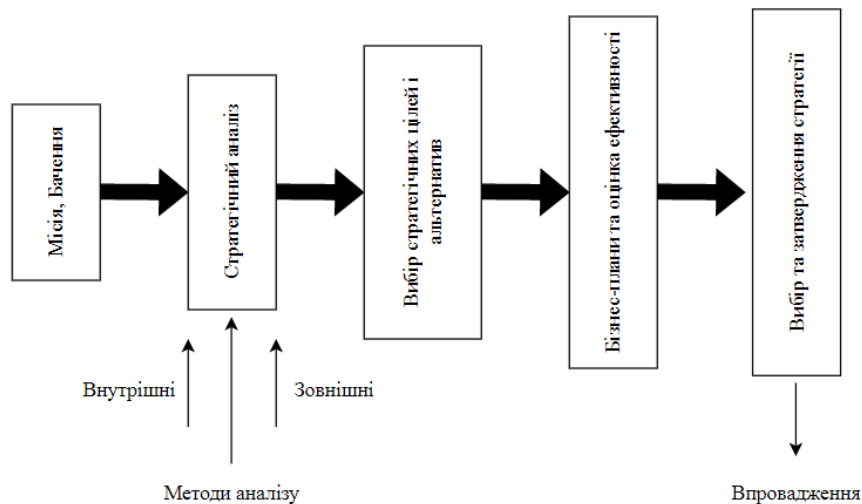 Місія, Бачення
Стратегічний аналіз
Вибір стратегічних цілей і
альтернатив
Бізнес-плани та оцінка ефективності
Вибір та затвердження стратегії
Внутрішні
Зовнішні
Методи аналізу
Впровадження